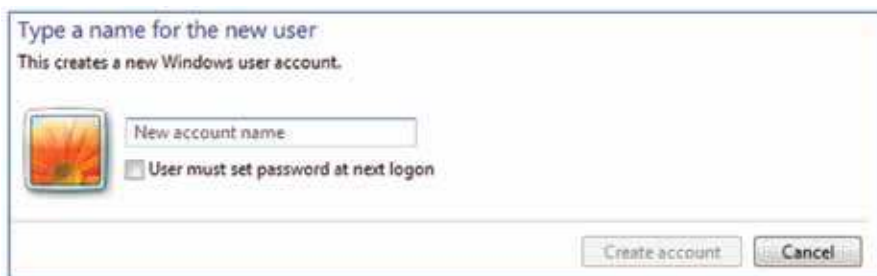 Type a name for the new user
This creates a new Windows user account.
New account name
User must set password at next logon
Create account
Cancel